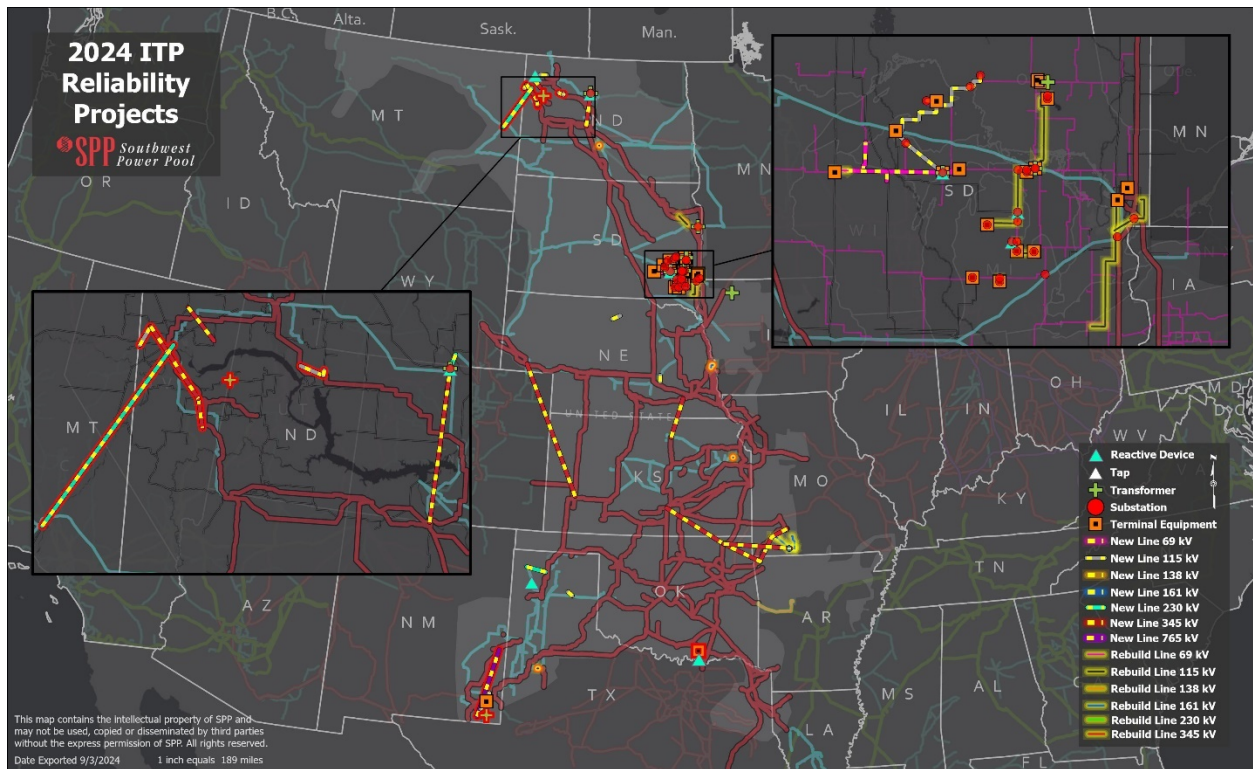 2024 ITP
Reliability
Projects
SPP Southwest
Power Pool
B.C.
Alta.
Sask.
Man.
MT
ND
MN
OR
ID
SD
WY
NE
UNITED STATE
IL
IN
OH
MD
D.C
WV
VA
KS
MO
KY
AZ
NM
OK
AR
TN
TX
MS
AL
LA
FL
MT
ND
SD
MN
IA
Reactive Device
Tap
Transformer
Substation
Terminal Equipment
New Line 69 kV
New Line 115 kV
New Line 138 kV
New Line 161 kV
New Line 230 kV
New Line 345 kV
New Line 765 kV
Rebuild Line 69 kV
Rebuild Line 115 kV
Rebuild Line 138 kV
Rebuild Line 161 kV
Rebuild Line 230 kV
Rebuild Line 345 kV
This map contains the intellectual property of SPP and
may not be used, copied or disseminated by third parties
without the express permission of SPP. All rights reserved.
Date Exported 9/3/2024 1 inch equals 189 miles